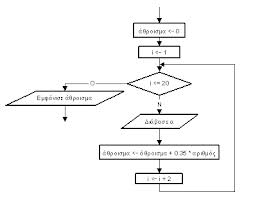 άθροισμα <- 0
i <- 1
i <= 20
Ο
Ν
Εμφάνισε άθροισμα
Διάβασε α
άθροισμα <- άθροισμα + 0.35 * αριθμός
i <- i + 2